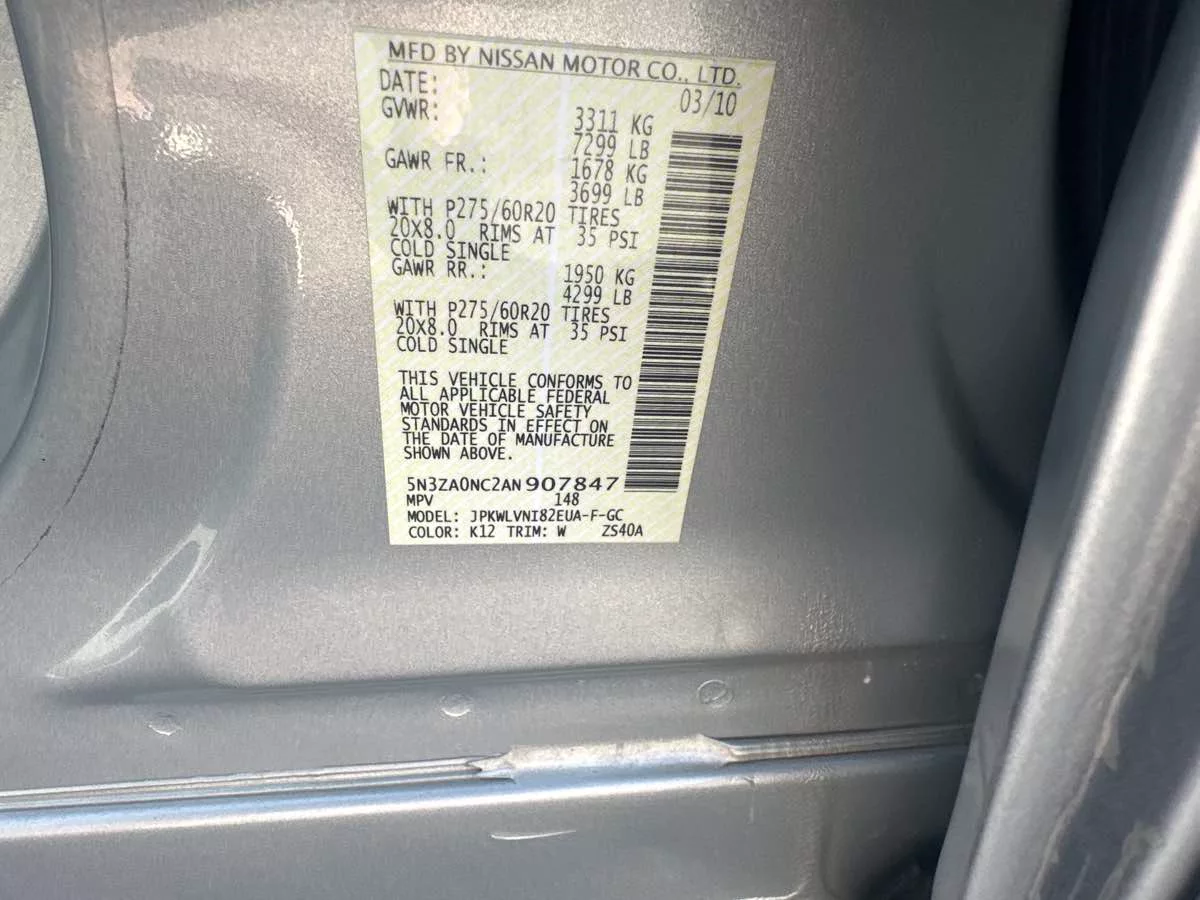 MFD BY NISSAN MOTOR CO., LTD.
DATE: 03/10
GVWR: 3311 KG
7299 LB
GAWR FR.: 1678 KG
3699 LB
WITH P275/60R20 TIRES
20X8.0 RIMS AT 35 PSI
COLD SINGLE
GAWR RR.: 1950 KG
4299 LB
WITH P275/60R20 TIRES
20X8.0 RIMS AT 35 PSI
COLD SINGLE
THIS VEHICLE CONFORMS TO
ALL APPLICABLE FEDERAL
MOTOR VEHICLE SAFETY
STANDARDS IN EFFECT ON
THE DATE OF MANUFACTURE
SHOWN ABOVE.
5N3ZA0NC2AN907847
MPV 148
MODEL: JPKWLVNI82EUA-F-GC
COLOR: K12 TRIM: W ZS40A